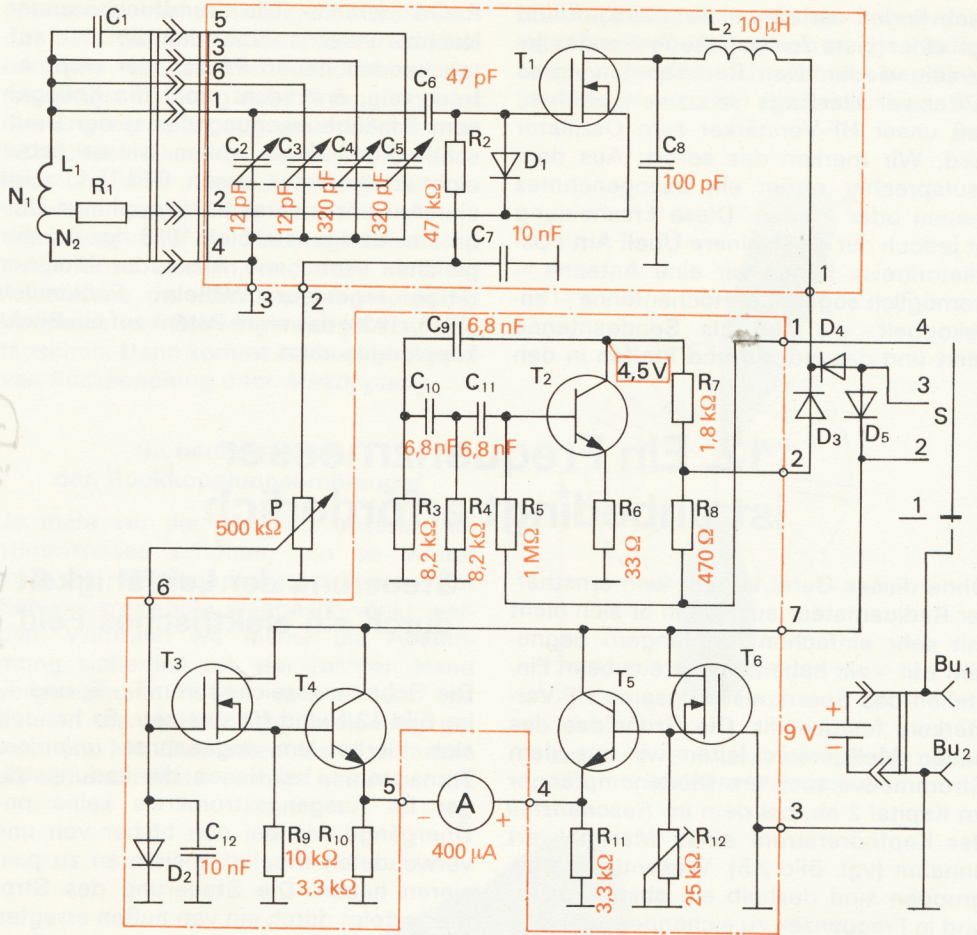 C1
5
3
6
1
2
4
L1
N1
R1
N2
C2
C3
C4
C5
12 pF
12 pF
320 pF
320 pF
C6
47 pF
R2
47 kΩ
D1
T1
L2
10 µH
C8
100 pF
C7
10 nF
3
2
1
C9
6,8 nF
C10
C11
6,8 nF
6,8 nF
T2
4,5 V
R7
1,8 kΩ
1
D4
4
3
S
D3
D5
2
2
1
P
500 kΩ
R3
8,2 kΩ
R4
8,2 kΩ
R5
1 MΩ
R6
33 Ω
R8
470 Ω
6
7
T3
T4
T5
T6
Bu1
Bu2
9 V
+
−
5
A
4
3
−
+
400 µA
D2
C12
10 nF
R9
10 kΩ
R10
3,3 kΩ
R11
3,3 kΩ
R12
25 kΩ